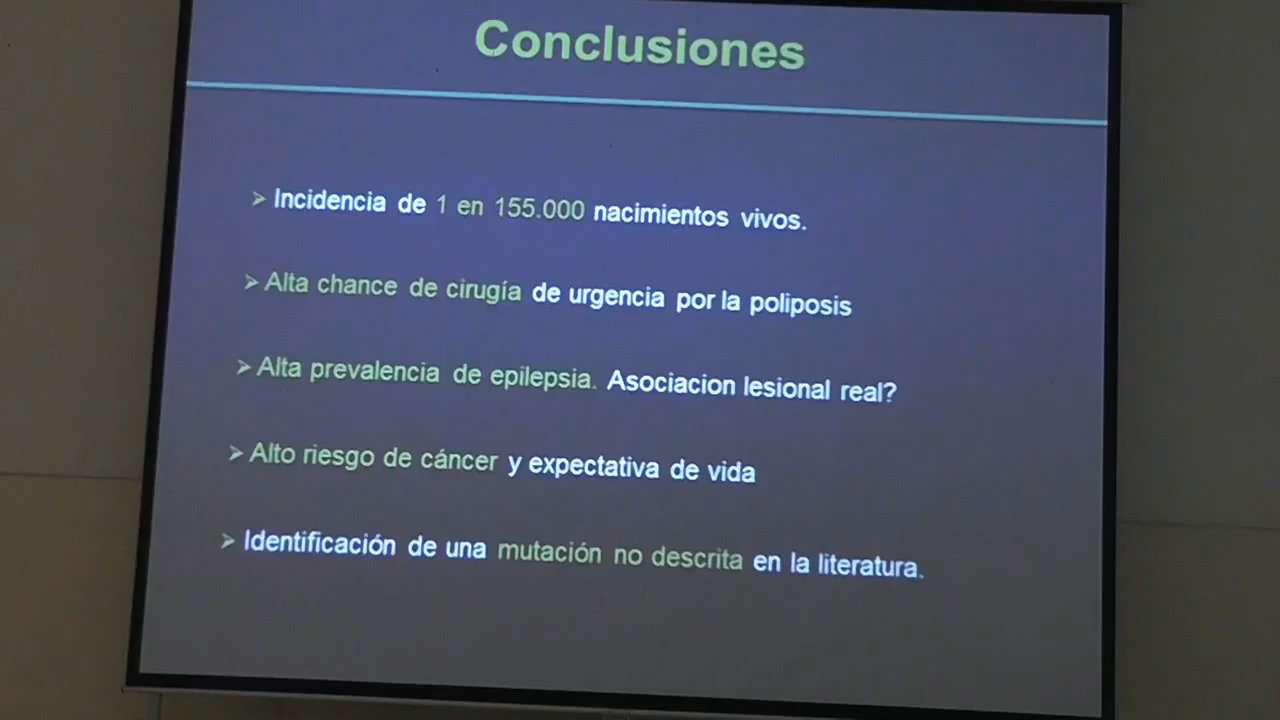 Conclusiones
➢ Incidencia de 1 en 155.000 nacimientos vivos.
➢ Alta chance de cirugía de urgencia por la poliposis
➢ Alta prevalencia de epilepsia. Asociacion lesional real?
➢ Alto riesgo de cáncer y expectativa de vida
➢ Identificación de una mutación no descrita en la literatura.